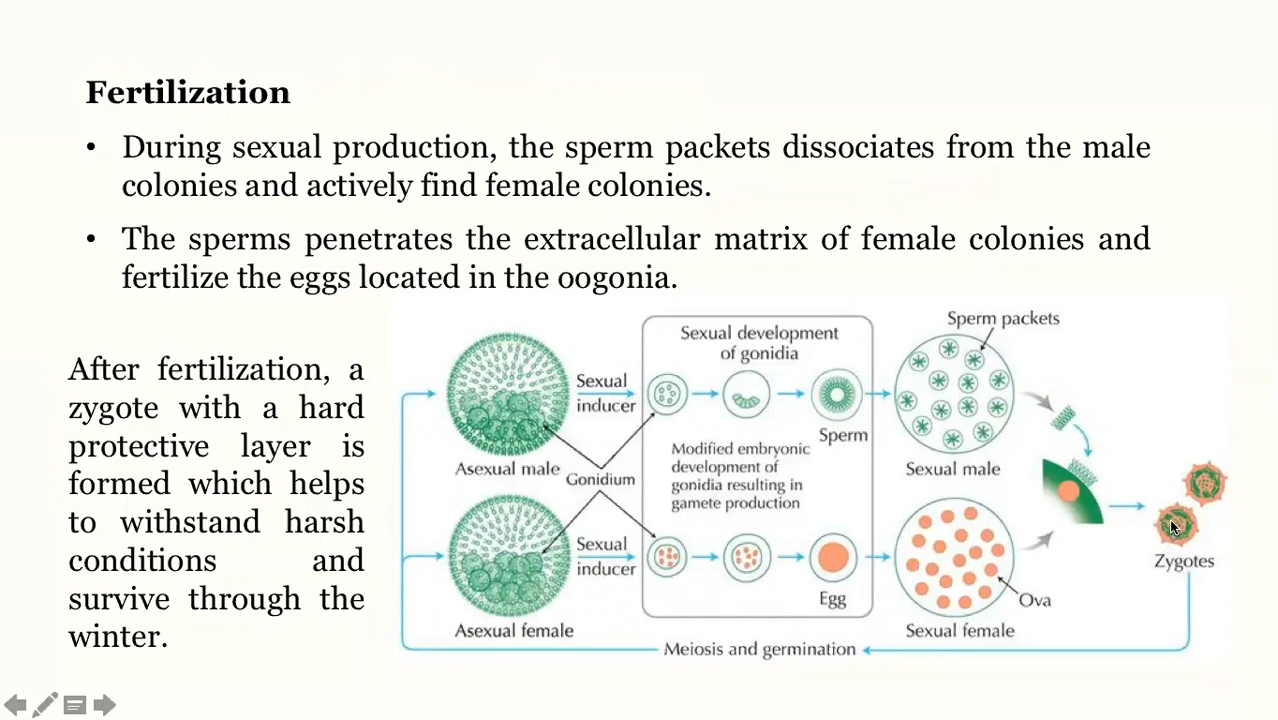 Fertilization
• During sexual production, the sperm packets dissociates from the male
colonies and actively find female colonies.
• The sperms penetrates the extracellular matrix of female colonies and
fertilize the eggs located in the oogonia.
After fertilization, a
zygote with a hard
protective layer is
formed which helps
to withstand harsh
conditions and
survive through the
winter.
Sperm packets
Sexual development
of gonidia
Sexual
inducer
Sperm
Asexual male
Gonidium
Modified embryonic
development of
gonidia resulting in
gamete production
Sexual male
Sexual
inducer
Egg
Ova
Zygotes
Asexual female
Sexual female
Meiosis and germination